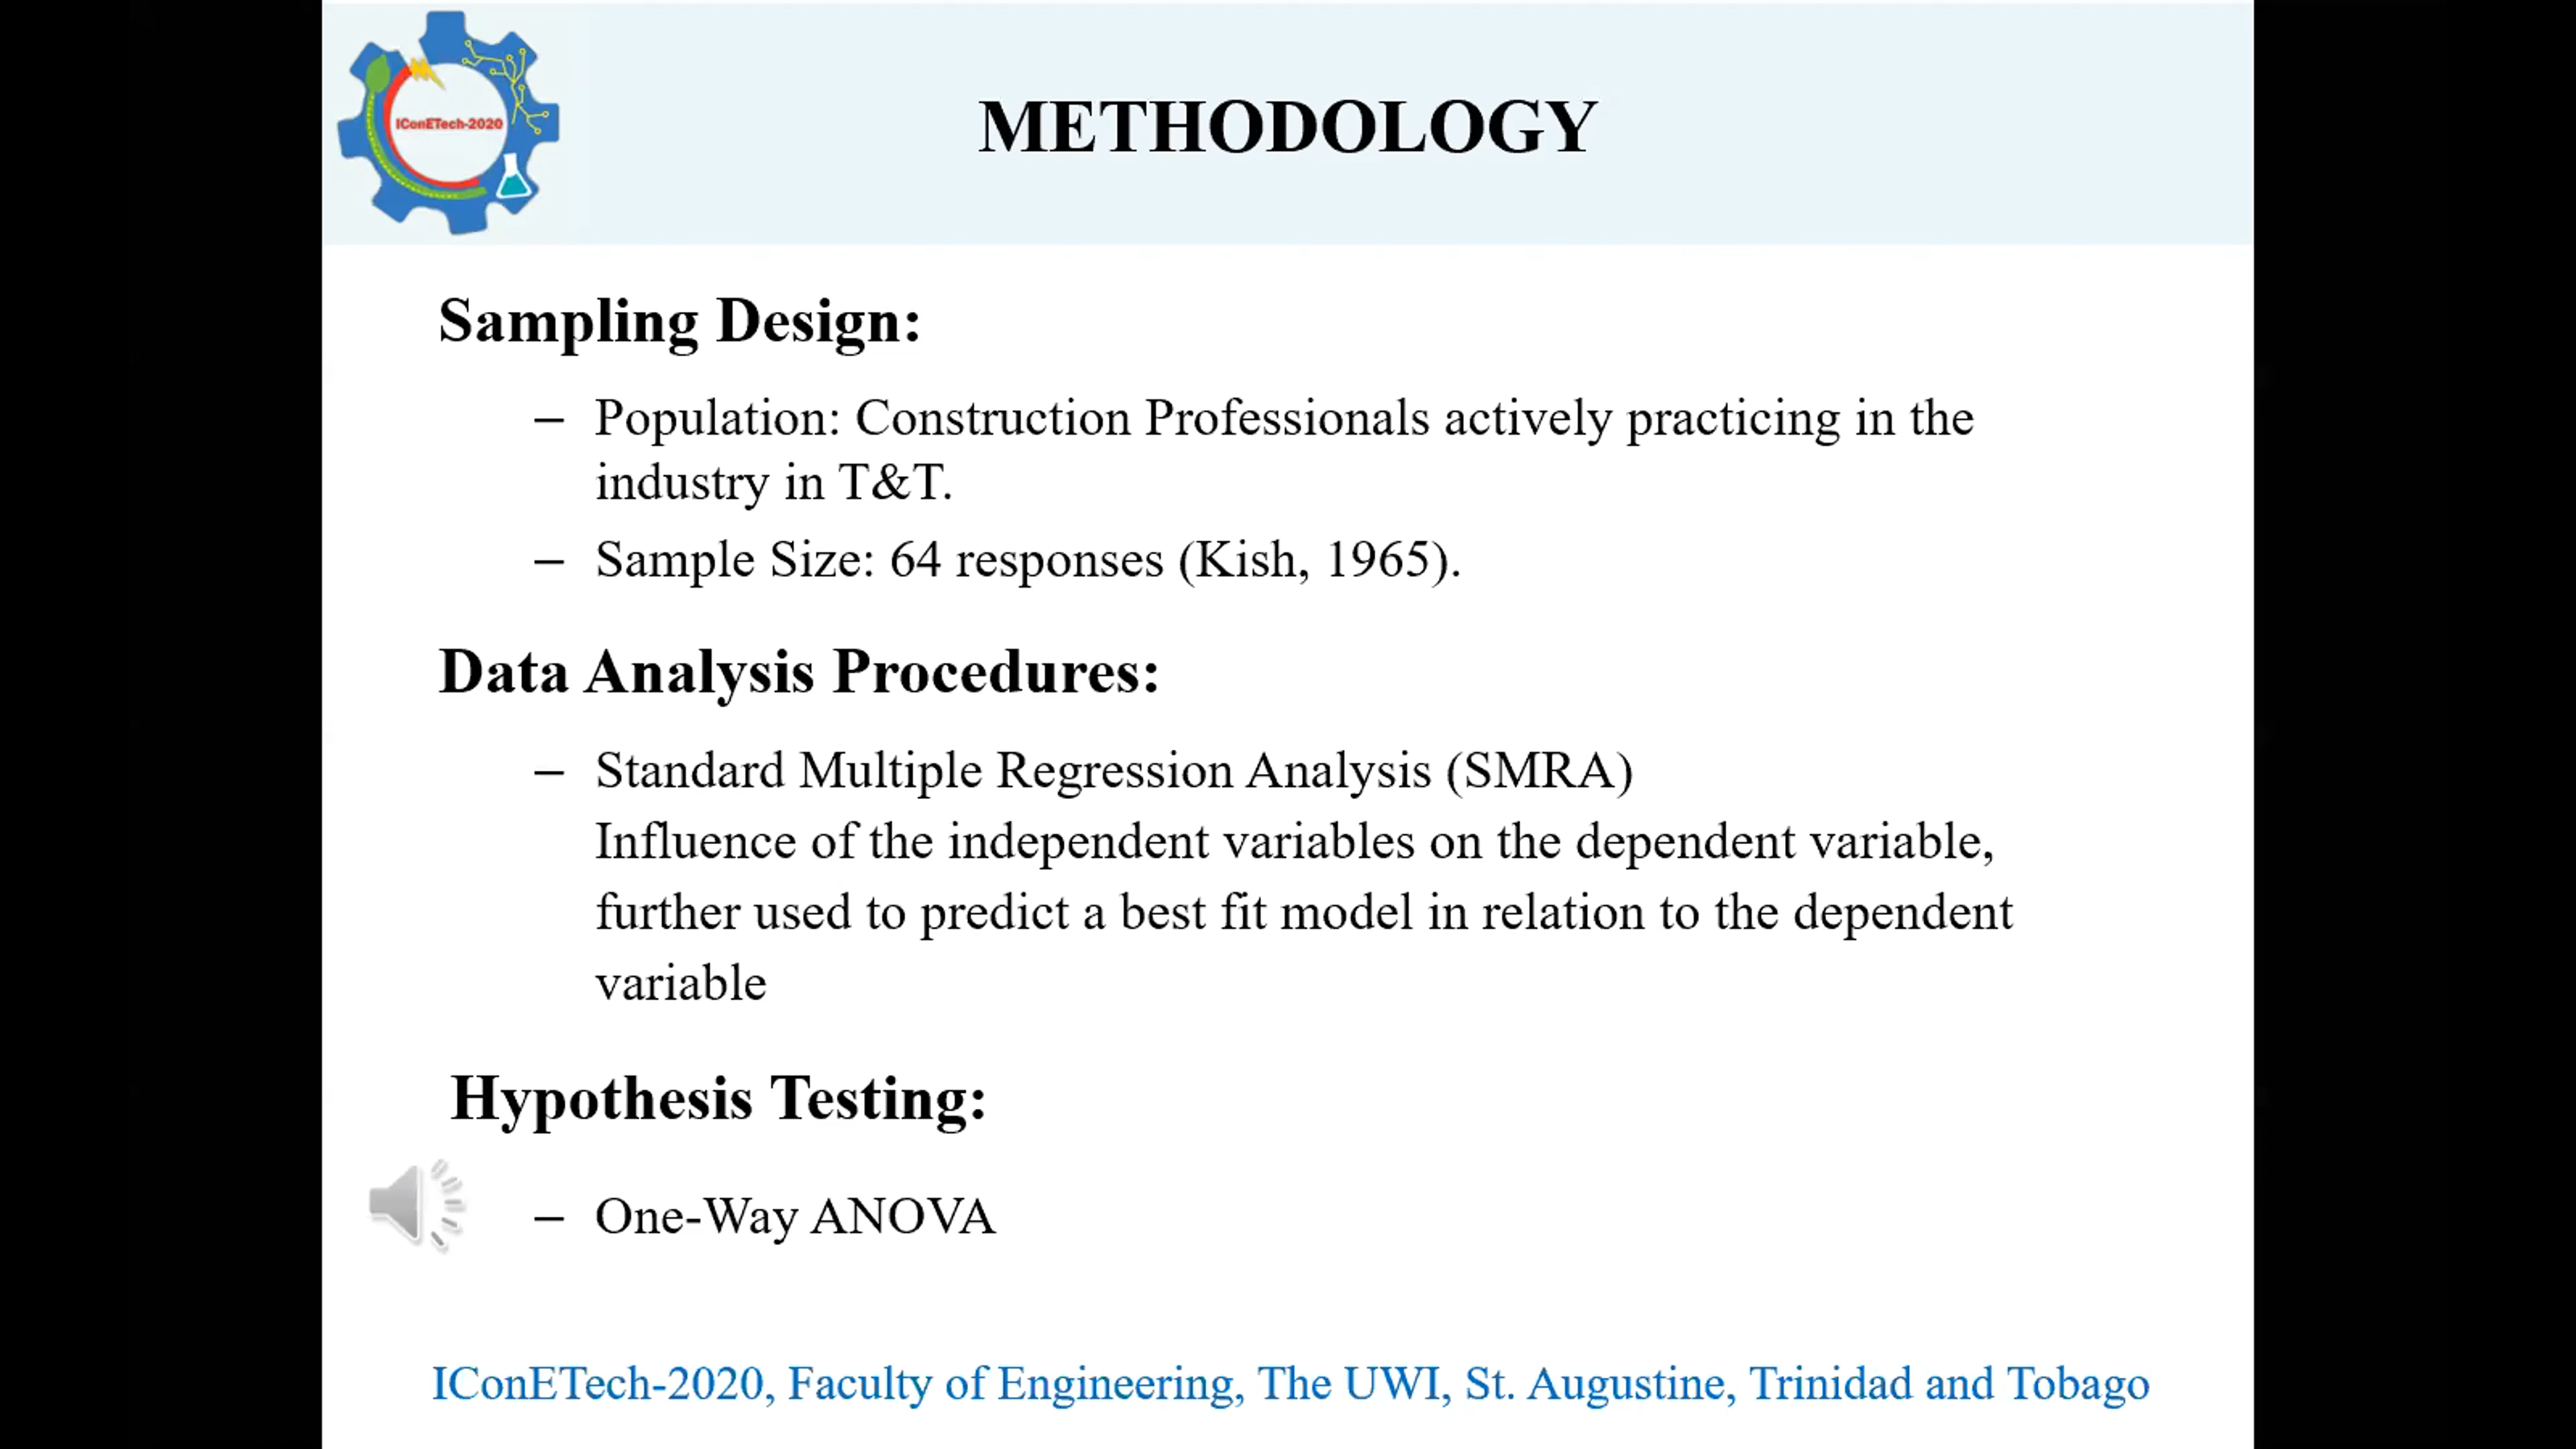 IConETech-2020
METHODOLOGY
Sampling Design:
– Population: Construction Professionals actively practicing in the
industry in T&T.
– Sample Size: 64 responses (Kish, 1965).
Data Analysis Procedures:
– Standard Multiple Regression Analysis (SMRA)
Influence of the independent variables on the dependent variable,
further used to predict a best fit model in relation to the dependent
variable
Hypothesis Testing:
– One-Way ANOVA
IConETech-2020, Faculty of Engineering, The UWI, St. Augustine, Trinidad and Tobago